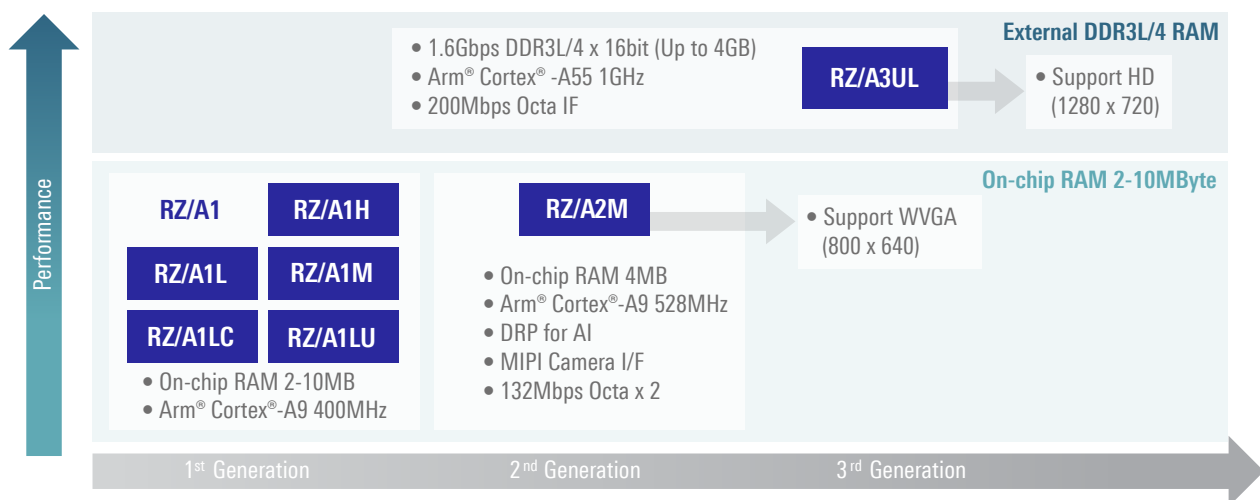 External DDR3L/4 RAM
• 1.6Gbps DDR3L/4 x 16bit (Up to 4GB)
• Arm® Cortex® -A55 1GHz
• 200Mbps Octa IF
RZ/A3UL
• Support HD
(1280 x 720)
Performance
On-chip RAM 2-10MByte
RZ/A1
RZ/A1H
RZ/A1L
RZ/A1M
RZ/A1LC
RZ/A1LU
• On-chip RAM 2-10MB
• Arm® Cortex®-A9 400MHz
RZ/A2M
• On-chip RAM 4MB
• Arm® Cortex®-A9 528MHz
• DRP for AI
• MIPI Camera I/F
• 132Mbps Octa x 2
• Support WVGA
(800 x 640)
1st Generation
2nd Generation
3rd Generation